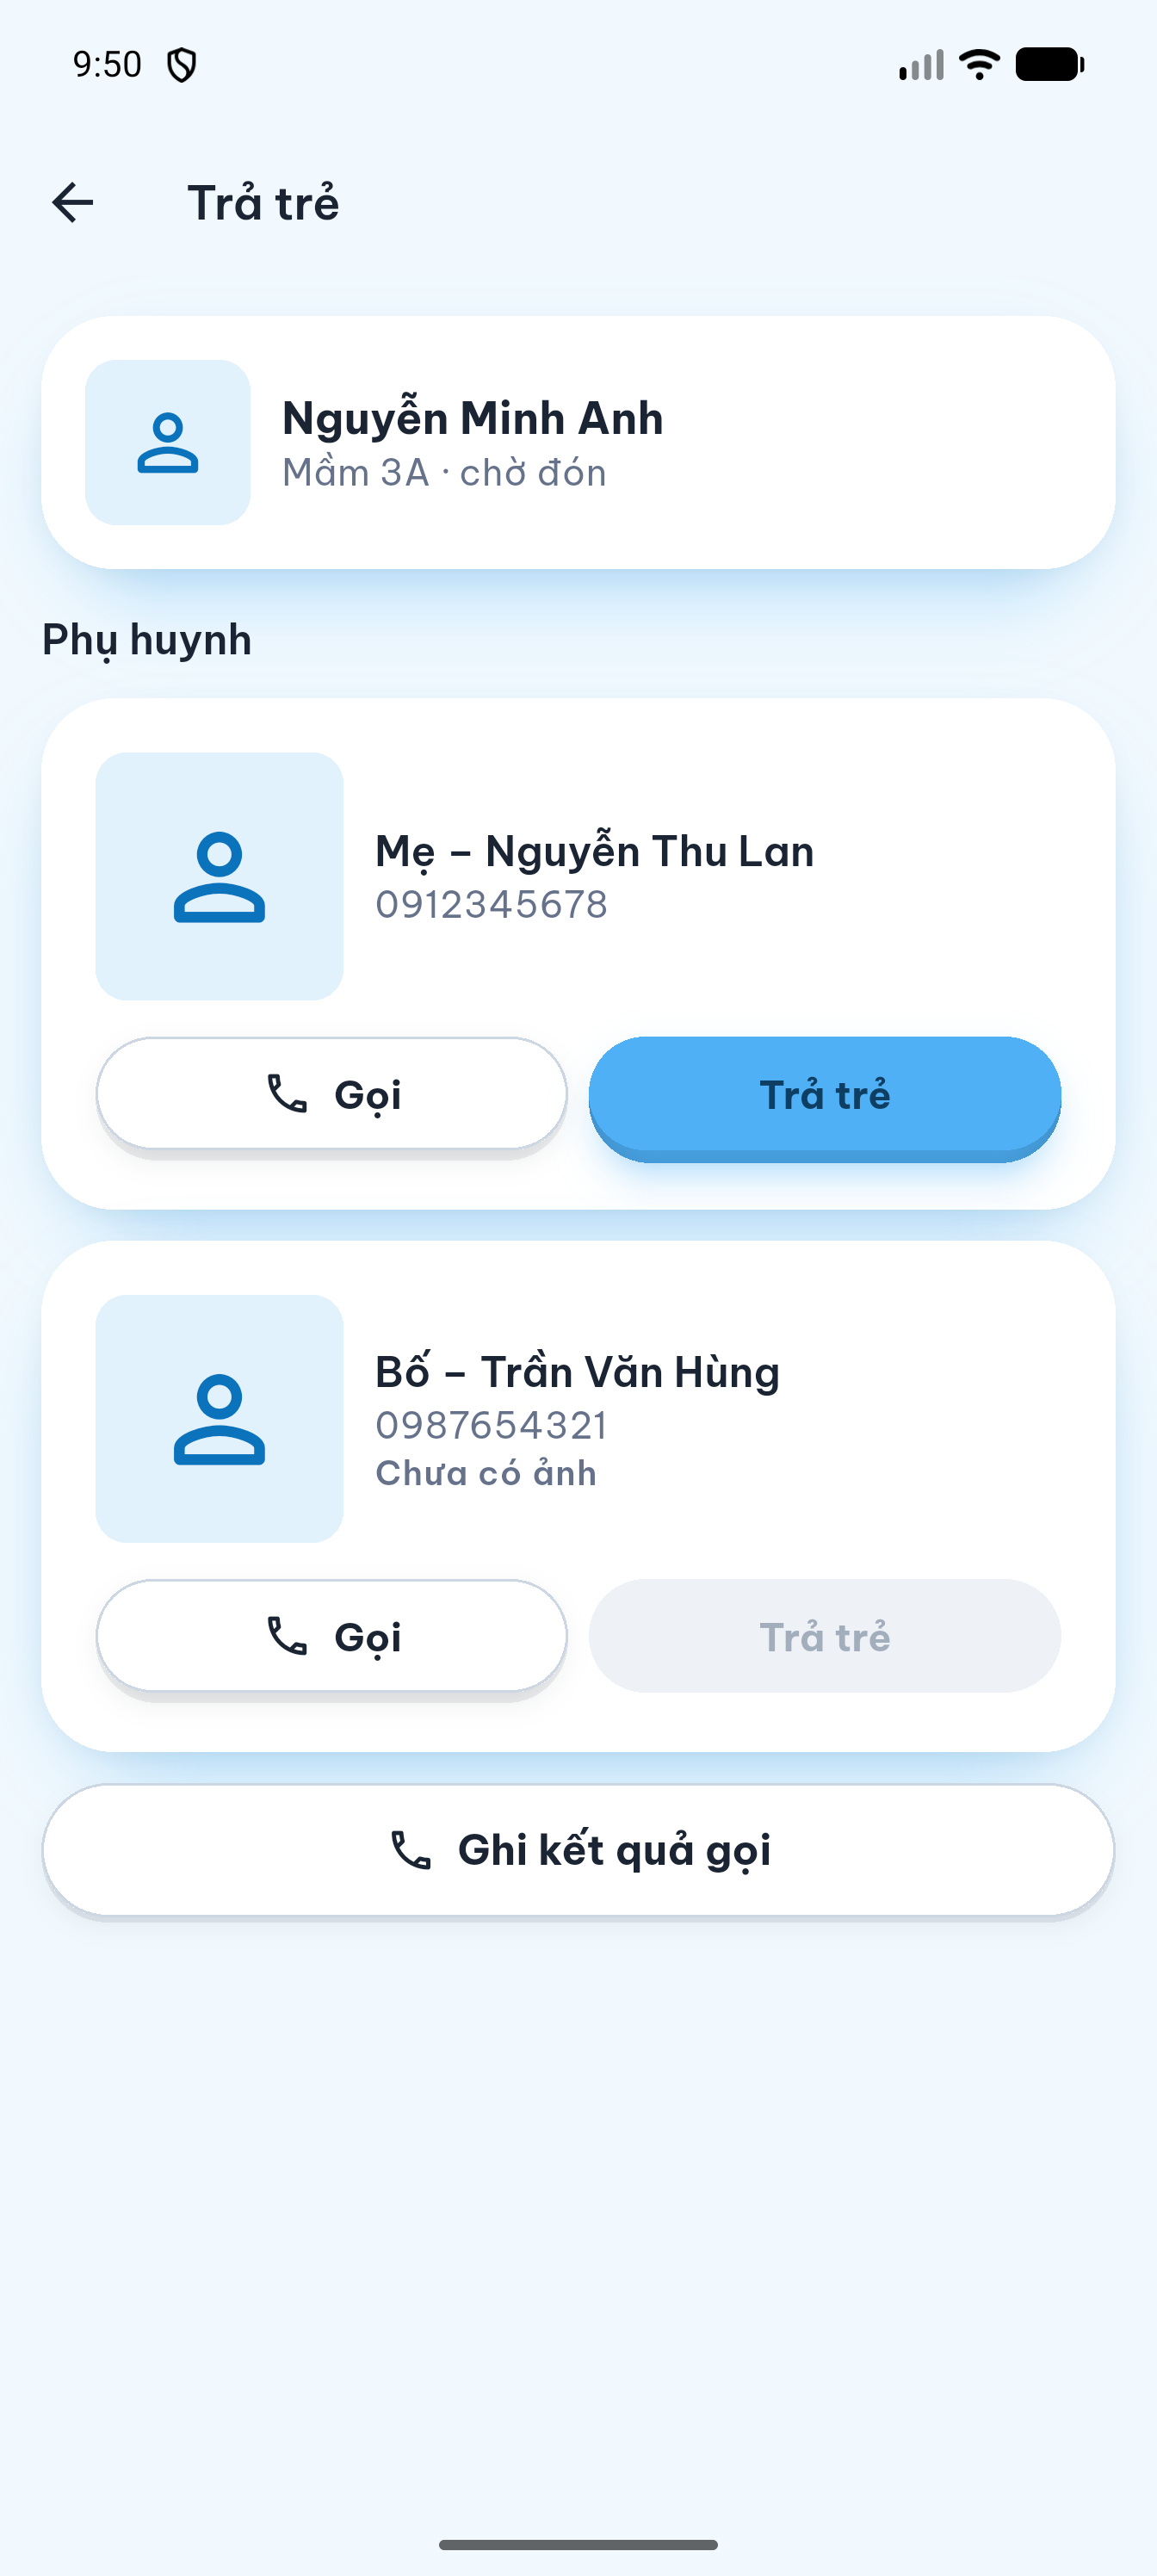 9:50
Trả trẻ
Nguyễn Minh Anh
Mầm 3A · chờ đón
Phụ huynh
Mẹ – Nguyễn Thu Lan
0912345678
Gọi
Trả trẻ
Bố – Trần Văn Hùng
0987654321
Chưa có ảnh
Gọi
Trả trẻ
Ghi kết quả gọi